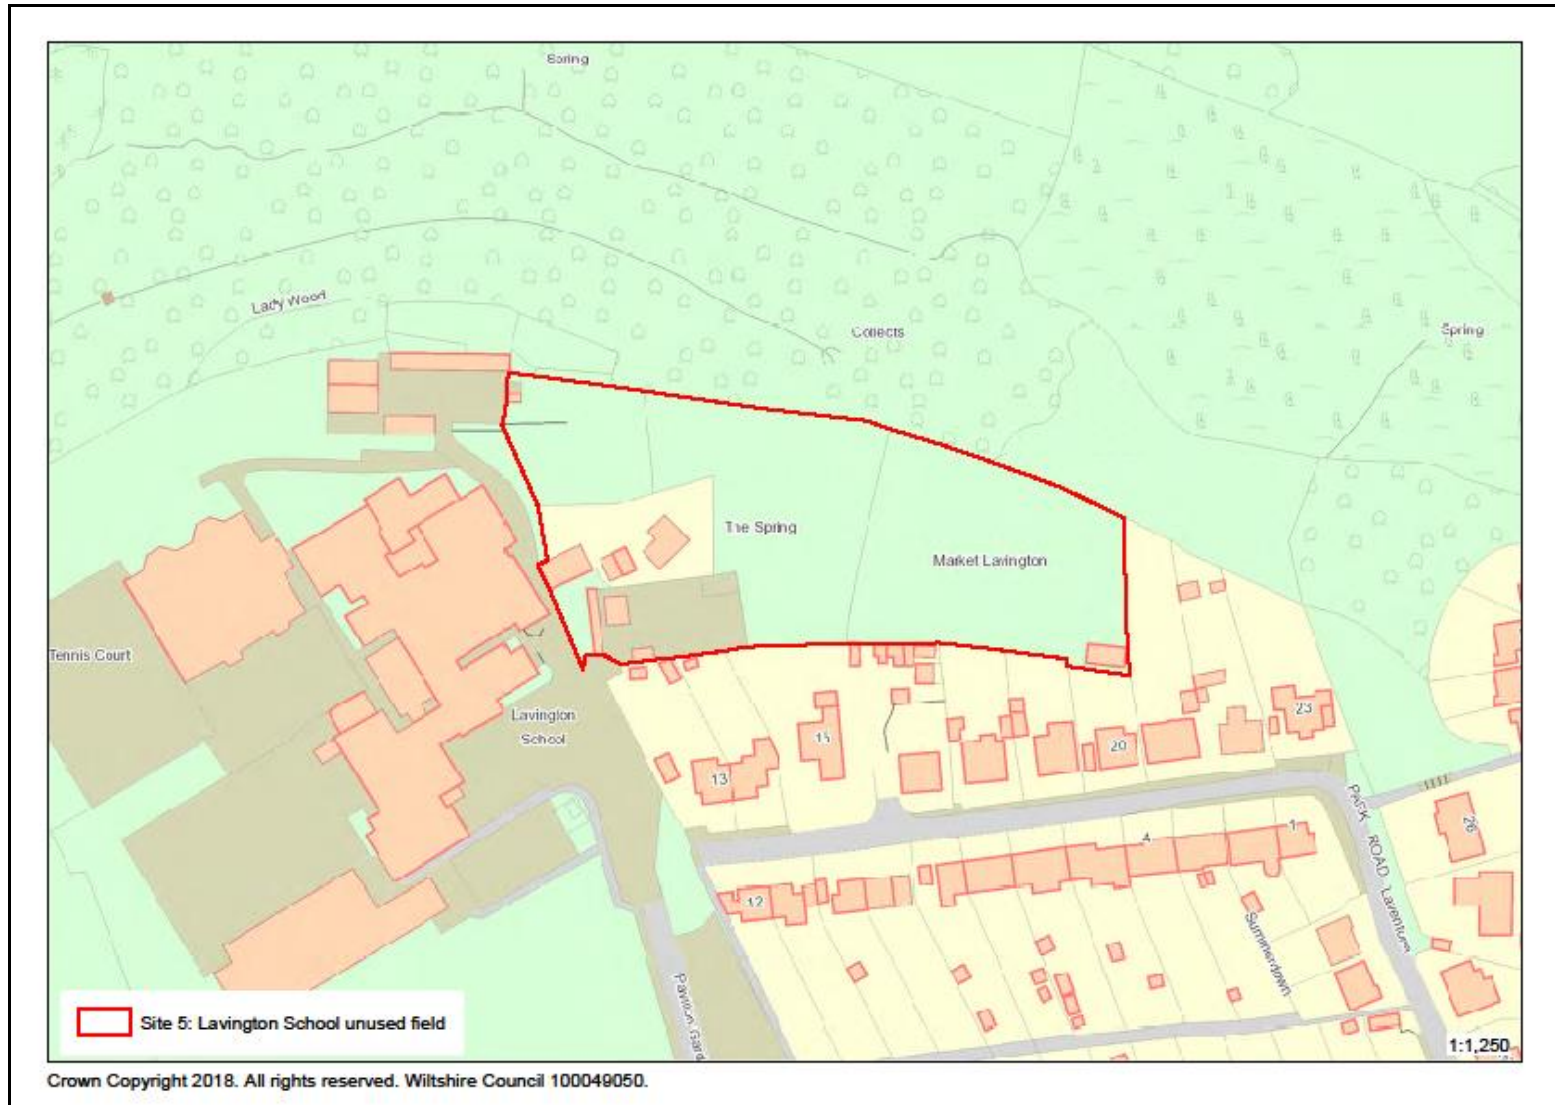 Spring
Lady Wood
Collects
Spring
The Spring
Market Lavington
Tennis Court
Lavington
School
23
15
20
13
PARK ROAD
4
1
26
12
Summerdown
Site 5: Lavington School unused field
1:1,250
Crown Copyright 2018. All rights reserved. Wiltshire Council 100049050.